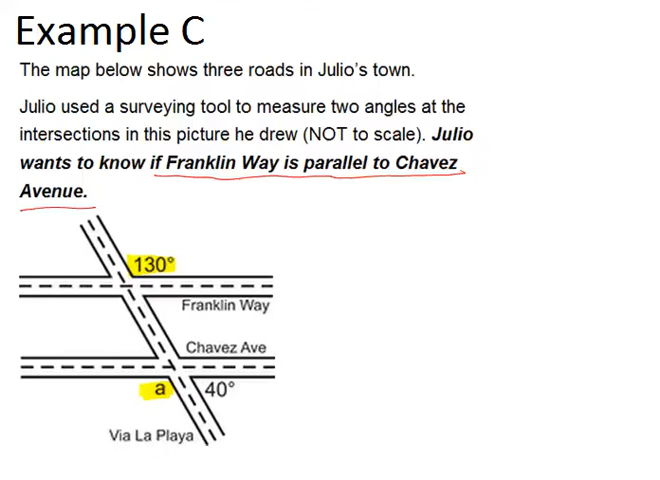 Example C
The map below shows three roads in Julio's town.
Julio used a surveying tool to measure two angles at the
intersections in this picture he drew (NOT to scale). Julio
wants to know if Franklin Way is parallel to Chavez
Avenue.
130°
Franklin Way
Chavez Ave
a 40°
Via La Playa